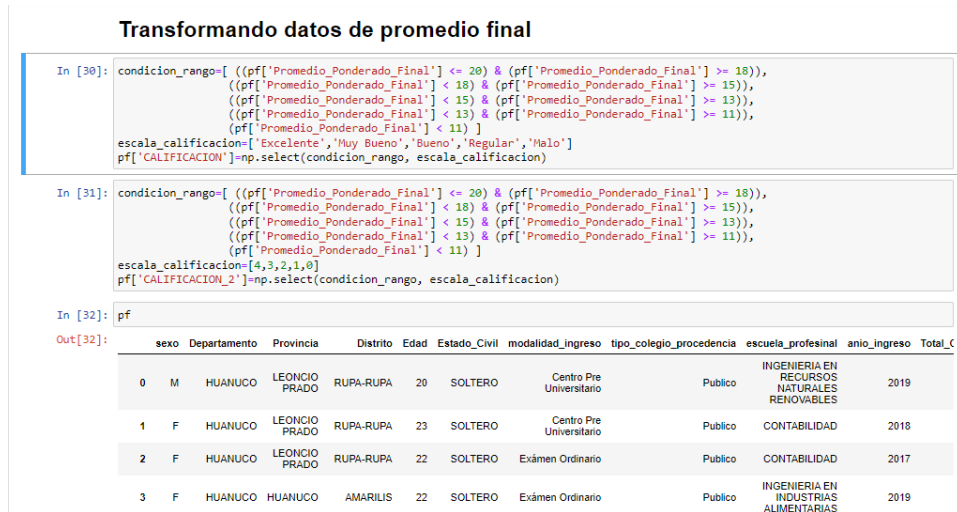 Transformando datos de promedio final
In [30]: condicion_rango=[ ((pf['Promedio_Ponderado_Final'] <= 20) & (pf['Promedio_Ponderado_Final'] >= 18)),
((pf['Promedio_Ponderado_Final'] < 18) & (pf['Promedio_Ponderado_Final'] >= 15)),
((pf['Promedio_Ponderado_Final'] < 15) & (pf['Promedio_Ponderado_Final'] >= 13)),
((pf['Promedio_Ponderado_Final'] < 13) & (pf['Promedio_Ponderado_Final'] >= 11)),
(pf['Promedio_Ponderado_Final'] < 11) ]
escala_calificacion=['Excelente','Muy Bueno','Bueno','Regular','Malo']
pf['CALIFICACION']=np.select(condicion_rango, escala_calificacion)
In [31]: condicion_rango=[ ((pf['Promedio_Ponderado_Final'] <= 20) & (pf['Promedio_Ponderado_Final'] >= 18)),
((pf['Promedio_Ponderado_Final'] < 18) & (pf['Promedio_Ponderado_Final'] >= 15)),
((pf['Promedio_Ponderado_Final'] < 15) & (pf['Promedio_Ponderado_Final'] >= 13)),
((pf['Promedio_Ponderado_Final'] < 13) & (pf['Promedio_Ponderado_Final'] >= 11)),
(pf['Promedio_Ponderado_Final'] < 11) ]
escala_calificacion=[4,3,2,1,0]
pf['CALIFICACION_2']=np.select(condicion_rango, escala_calificacion)
In [32]: pf
Out[32]:
sexo Departamento Provincia Distrito Edad Estado_Civil modalidad_ingreso tipo_colegio_procedencia escuela_profesinal anio_ingreso
0 M HUANUCO LEONCIO PRADO RUPA-RUPA 20 SOLTERO Centro Pre Universitario Publico INGENIERIA EN RECURSOS NATURALES RENOVABLES 2019
1 F HUANUCO LEONCIO PRADO RUPA-RUPA 23 SOLTERO Centro Pre Universitario Publico CONTABILIDAD 2018
2 F HUANUCO LEONCIO PRADO RUPA-RUPA 22 SOLTERO Exámen Ordinario Publico CONTABILIDAD 2017
3 F HUANUCO HUANUCO AMARILIS 22 SOLTERO Exámen Ordinario Publico INGENIERIA EN INDUSTRIAS ALIMENTARIAS 2019